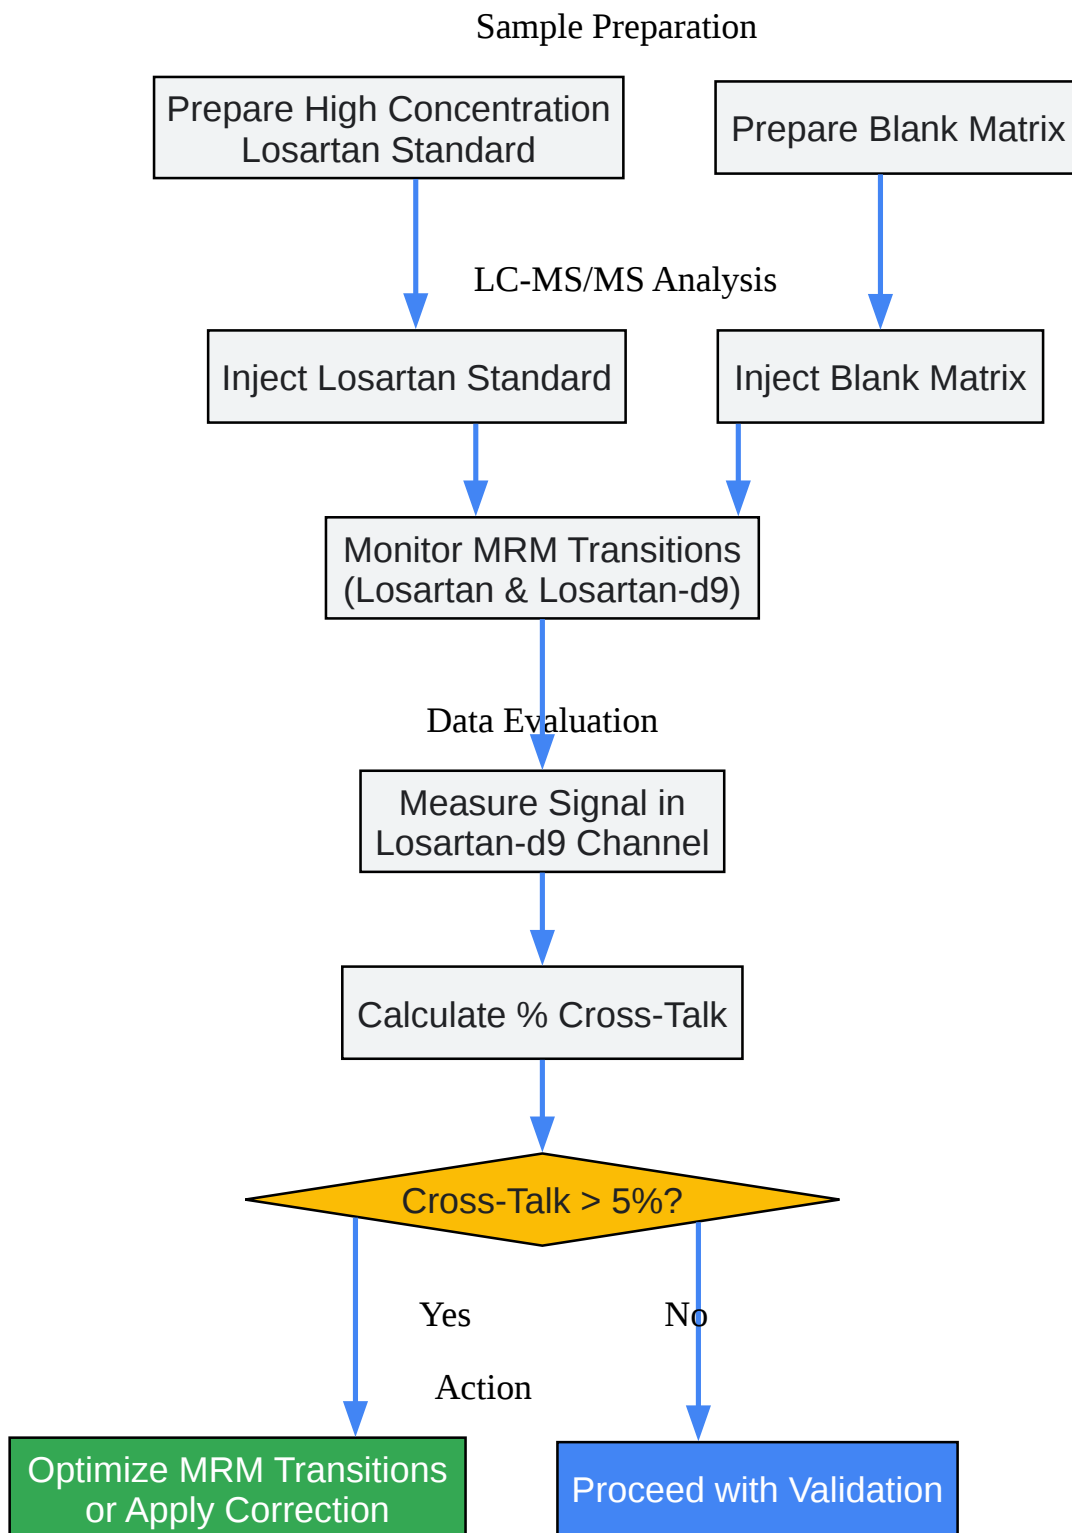 Sample Preparation
Prepare High Concentration
Losartan Standard
Prepare Blank Matrix
LC-MS/MS Analysis
Inject Losartan Standard
Inject Blank Matrix
Monitor MRM Transitions
(Losartan & Losartan-d9)
Data Evaluation
Measure Signal in
Losartan-d9 Channel
Calculate % Cross-Talk
Cross-Talk > 5%?
Yes
No
Action
Optimize MRM Transitions
or Apply Correction
Proceed with Validation